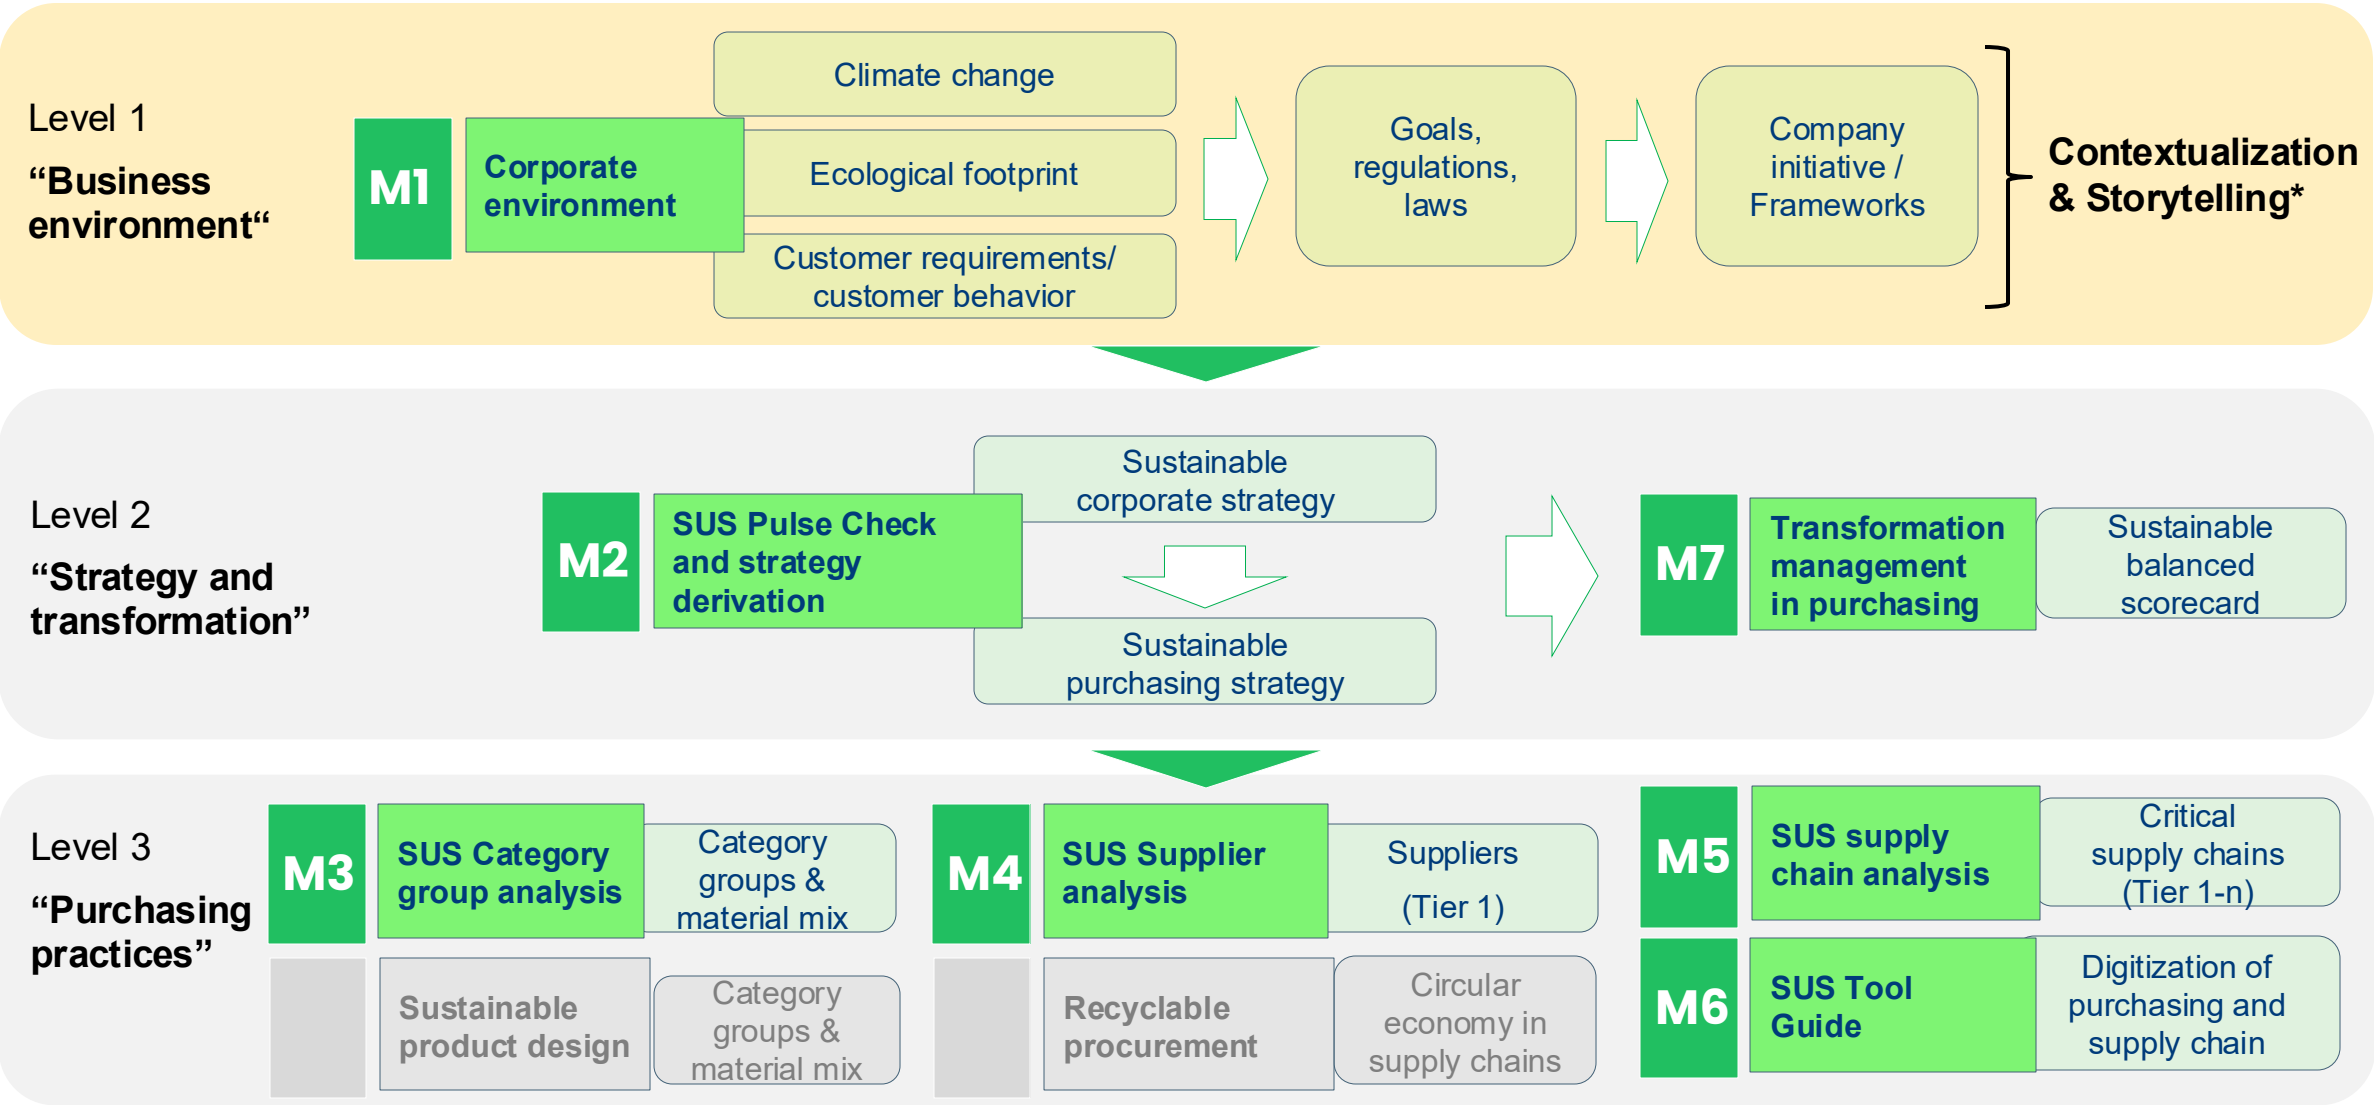 Level 1
“Business
environment“
M1
Corporate
environment
Climate change
Ecological footprint
Customer requirements/
customer behavior
Goals,
regulations,
laws
Company
initiative /
Frameworks
Contextualization
& Storytelling*
Level 2
“Strategy and
transformation”
M2
SUS Pulse Check
and strategy
derivation
Sustainable
corporate strategy
Sustainable
purchasing strategy
M7
Transformation
management
in purchasing
Sustainable
balanced
scorecard
Level 3
“Purchasing
practices”
M3
SUS Category
group analysis
Category
groups &
material mix
M4
SUS Supplier
analysis
Suppliers
(Tier 1)
M5
SUS supply
chain analysis
Critical
supply chains
(Tier 1-n)
Sustainable
product design
Category
groups &
material mix
Recyclable
procurement
Circular
economy in
supply chains
M6
SUS Tool
Guide
Digitization of
purchasing and
supply chain